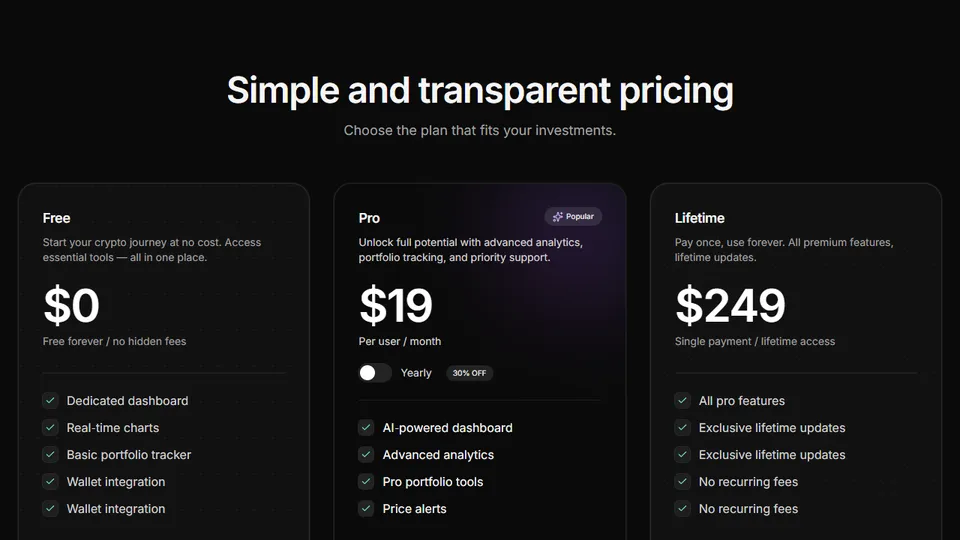 Simple and transparent pricing
Choose the plan that fits your investments.
Free
Start your crypto journey at no cost. Access
essential tools — all in one place.
$0
Free forever / no hidden fees
Dedicated dashboard
Real-time charts
Basic portfolio tracker
Wallet integration
Wallet integration
Pro
Popular
Unlock full potential with advanced analytics,
portfolio tracking, and priority support.
$19
Per user / month
Yearly
30% OFF
AI-powered dashboard
Advanced analytics
Pro portfolio tools
Price alerts
Lifetime
Pay once, use forever. All premium features,
lifetime updates.
$249
Single payment / lifetime access
All pro features
Exclusive lifetime updates
Exclusive lifetime updates
No recurring fees
No recurring fees